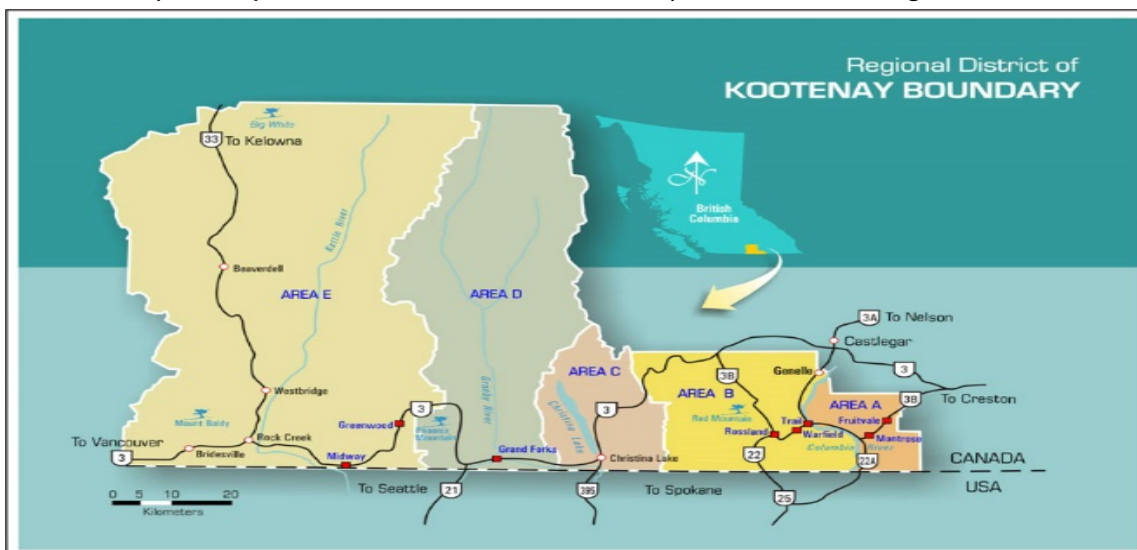 Regional District of
KOOTENAY BOUNDARY
Big White
33
To Kelowna
Kettle River
British
Columbia
Beaverdell
AREA E
AREA D
3A
To Nelson
Castlegar
AREA C
3B
Genelle
3
AREA B
AREA A
3B
To Creston
Westbridge
Granby River
Christina Lake
3
3
Red Mountain
Trail
Fruitvale
Mount Baldy
Greenwood
Phoenix
Mountain
Rossland
Warfield
Montrose
To Vancouver
Rock Creek
Columbia River
3
Bridesville
Midway
Grand Forks
Christina Lake
22
22A
CANADA
USA
To Seattle
21
395
To Spokane
25
0 5 10 20
Kilometers